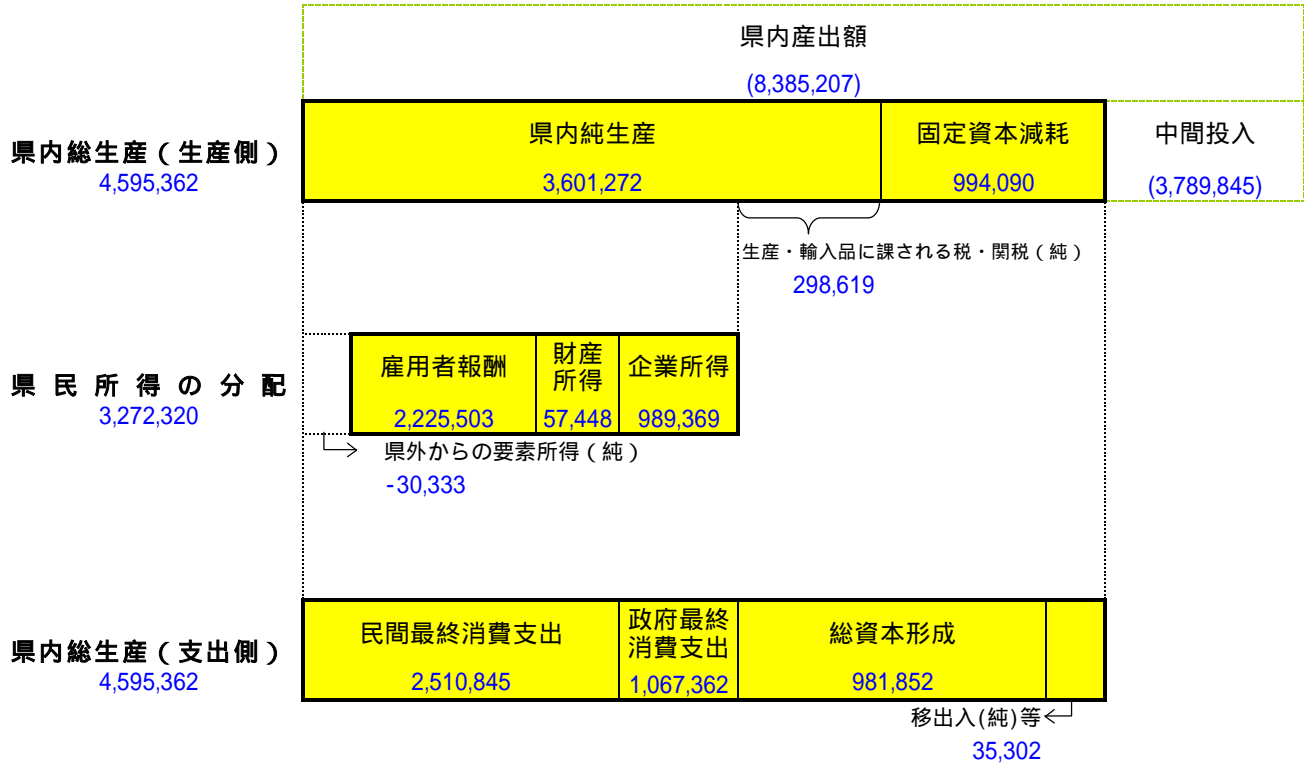 県内産出額
(8,385,207)
県内総生産（生産側）
4,595,362
県内純生産
3,601,272
固定資本減耗
994,090
中間投入
(3,789,845)
生産・輸入品に課される税・関税（純）
298,619
県民所得の分配
3,272,320
雇用者報酬
2,225,503
財産
所得
57,448
企業所得
989,369
県外からの要素所得（純）
-30,333
県内総生産（支出側）
4,595,362
民間最終消費支出
2,510,845
政府最終
消費支出
1,067,362
総資本形成
981,852
移出入(純)等
35,302